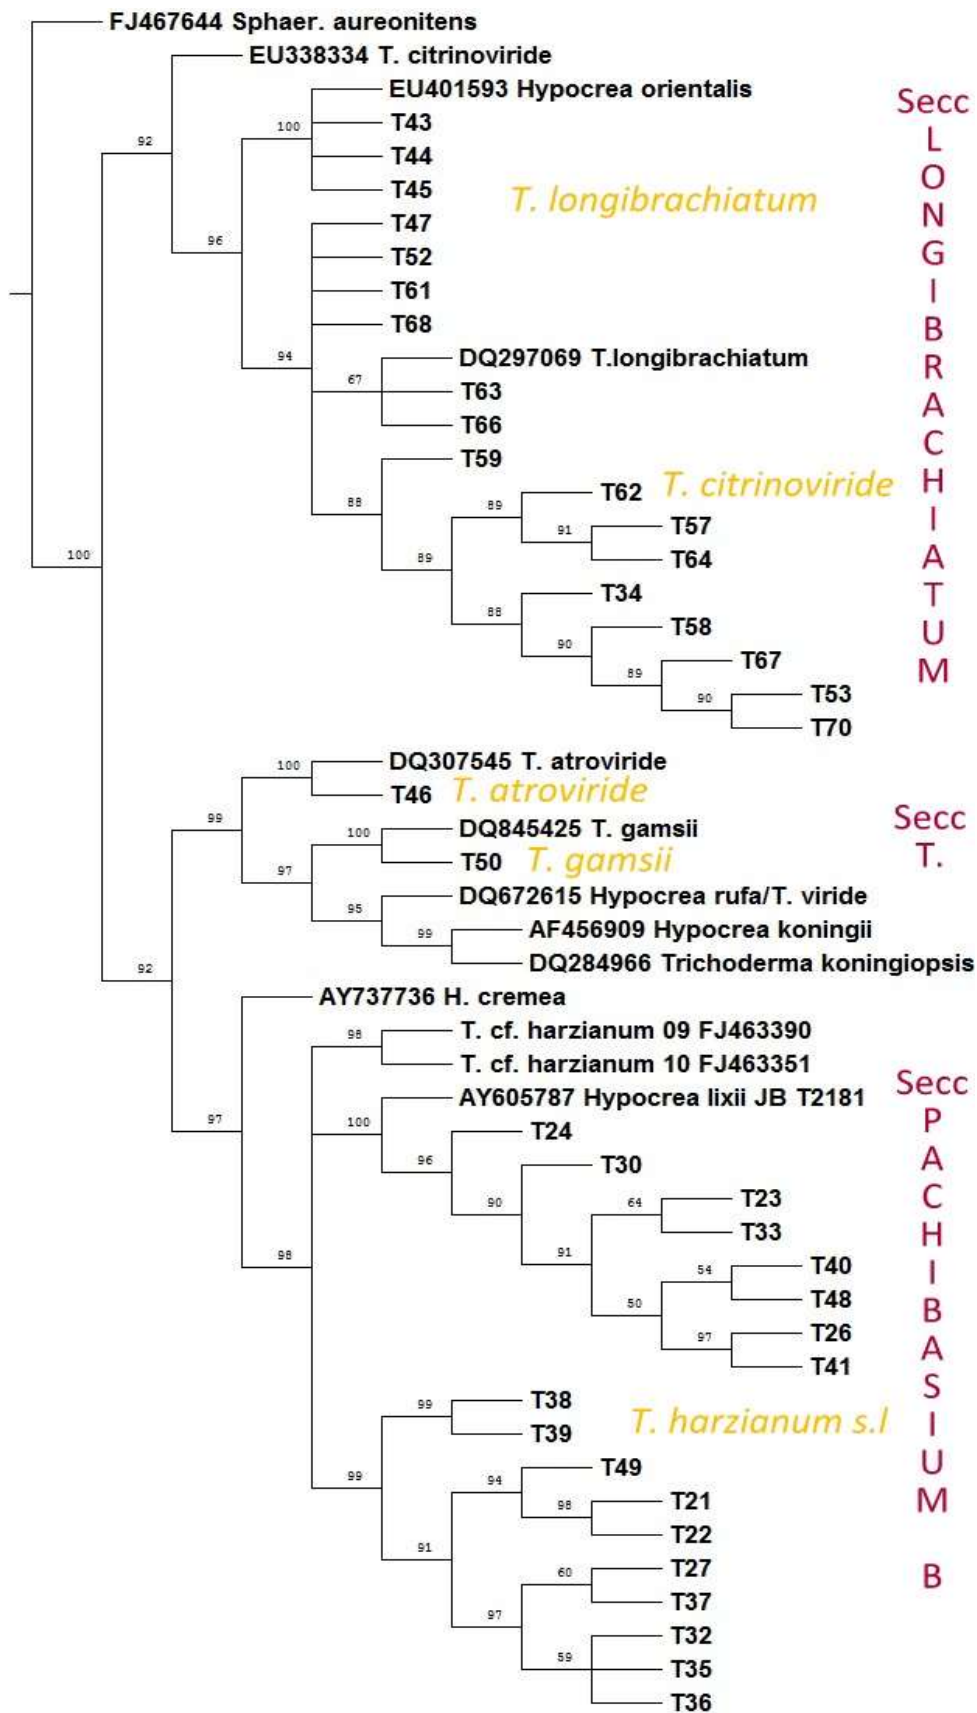 FJ467644 Sphaer. aureonitens
EU338334 T. citrinoviride
92
EU401593 Hypocrea orientalis
100
T43
T44
T45
T. longibrachiatum
96
T47
T52
T61
T68
94
DQ297069 T.longibrachiatum
67
T63
T66
T59
88
T62
T. citrinoviride
89
91
T57
T64
89
T34
88
T58
90
T67
89
T53
90
T70
Secc
L
O
N
G
I
B
R
A
C
H
I
A
T
U
M
100
DQ307545 T. atroviride
100
T46
T. atroviride
99
DQ845425 T. gamsii
100
T50
T. gamsii
97
DQ672615 Hypocrea rufa/T. viride
95
AF456909 Hypocrea koningii
99
DQ284966 Trichoderma koningiopsis
Secc
T.
92
AY737736 H. cremea
97
T. cf. harzianum 09 FJ463390
98
T. cf. harzianum 10 FJ463351
AY605787 Hypocrea lixii JB T2181
100
T24
96
T30
90
T23
64
T33
91
T40
54
T48
50
T26
97
T41
98
T38
99
T39
T. harzianum s.l
99
T49
94
T21
98
T22
91
T27
60
T37
97
T32
59
T35
T36
Secc
P
A
C
H
I
B
A
S
I
U
M
B